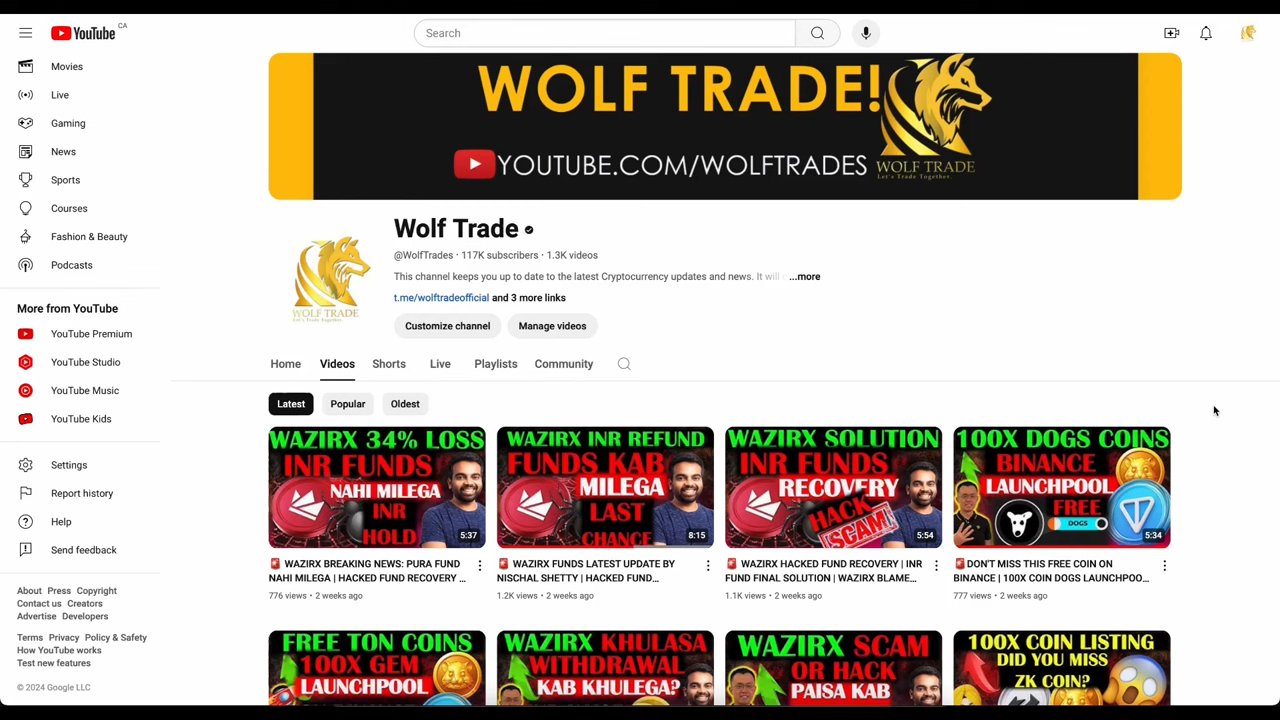 YouTube CA
Search
Movies
Live
Gaming
News
Sports
Courses
Fashion & Beauty
Podcasts
More from YouTube
YouTube Premium
YouTube Studio
YouTube Music
YouTube Kids
Settings
Report history
Help
Send feedback
About Press Copyright
Contact us Creators
Advertise Developers
Terms Privacy Policy & Safety
How YouTube works
Test new features
© 2024 Google LLC
WOLF TRADE!
YOUTUBE.COM/WOLFTRADES
WOLF TRADE
Let's Trade Together.
WOLF TRADE
Wolf Trade
@WolfTrades · 117K subscribers · 1.3K videos
This channel keeps you up to date to the latest Cryptocurrency updates and news. It will ...more
t.me/wolftradeofficial and 3 more links
Customize channel Manage videos
Home Videos Shorts Live Playlists Community
Latest Popular Oldest
WAZIRX 34% LOSS
INR FUNDS
NAHI MILEGA
INR
HOLD
5:37
WAZIRX BREAKING NEWS: PURA FUND
NAHI MILEGA | HACKED FUND RECOVERY ...
776 views · 2 weeks ago
WAZIRX INR REFUND
FUNDS KAB
MILEGA
LAST
CHANCE
8:15
WAZIRX FUNDS LATEST UPDATE BY
NISCHAL SHETTY | HACKED FUND...
1.2K views · 2 weeks ago
WAZIRX SOLUTION
INR FUNDS
RECOVERY
HACK
SCAM
5:54
WAZIRX HACKED FUND RECOVERY | INR
FUND FINAL SOLUTION | WAZIRX BLAME...
1.1K views · 2 weeks ago
100X DOGS COINS
BINANCE
LAUNCHPOOL
FREE
DOGS
5:34
DON'T MISS THIS FREE COIN ON
BINANCE | 100X COIN DOGS LAUNCHPOO...
777 views · 2 weeks ago
FREE TON COINS
100X GEM
LAUNCHPOOL
WAZIRX KHULASA
WITHDRAWAL
KAB KHULEGA?
WAZIRX SCAM
OR HACK
PAISA KAB
100X COIN LISTING
DID YOU MISS
ZK COIN?